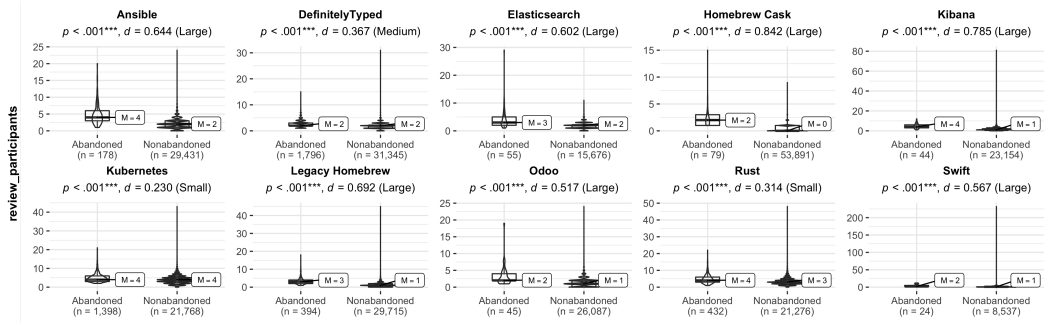 review_participants
Ansible
p < .001***, d = 0.644 (Large)
25
20
15
10
5
0
M = 4
M = 2
Abandoned
(n = 178)
Nonabandoned
(n = 29,431)
DefinitelyTyped
p < .001***, d = 0.367 (Medium)
30
20
10
0
M = 2
M = 2
Abandoned
(n = 1,796)
Nonabandoned
(n = 31,345)
Elasticsearch
p < .001***, d = 0.602 (Large)
30
20
10
0
M = 3
M = 2
Abandoned
(n = 55)
Nonabandoned
(n = 15,676)
Homebrew Cask
p < .001***, d = 0.842 (Large)
15
10
5
0
M = 2
M = 0
Abandoned
(n = 79)
Nonabandoned
(n = 53,891)
Kibana
p < .001***, d = 0.785 (Large)
80
60
40
20
0
M = 4
M = 1
Abandoned
(n = 44)
Nonabandoned
(n = 23,154)
Kubernetes
p < .001***, d = 0.230 (Small)
40
30
20
10
0
M = 4
M = 4
Abandoned
(n = 1,398)
Nonabandoned
(n = 21,768)
Legacy Homebrew
p < .001***, d = 0.692 (Large)
40
30
20
10
0
M = 3
M = 1
Abandoned
(n = 394)
Nonabandoned
(n = 29,715)
Odoo
p < .001***, d = 0.517 (Large)
25
20
15
10
5
0
M = 2
M = 1
Abandoned
(n = 45)
Nonabandoned
(n = 26,087)
Rust
p < .001***, d = 0.314 (Small)
50
40
30
20
10
0
M = 4
M = 3
Abandoned
(n = 432)
Nonabandoned
(n = 21,276)
Swift
p < .001***, d = 0.567 (Large)
200
150
100
50
0
M = 2
M = 1
Abandoned
(n = 24)
Nonabandoned
(n = 8,537)